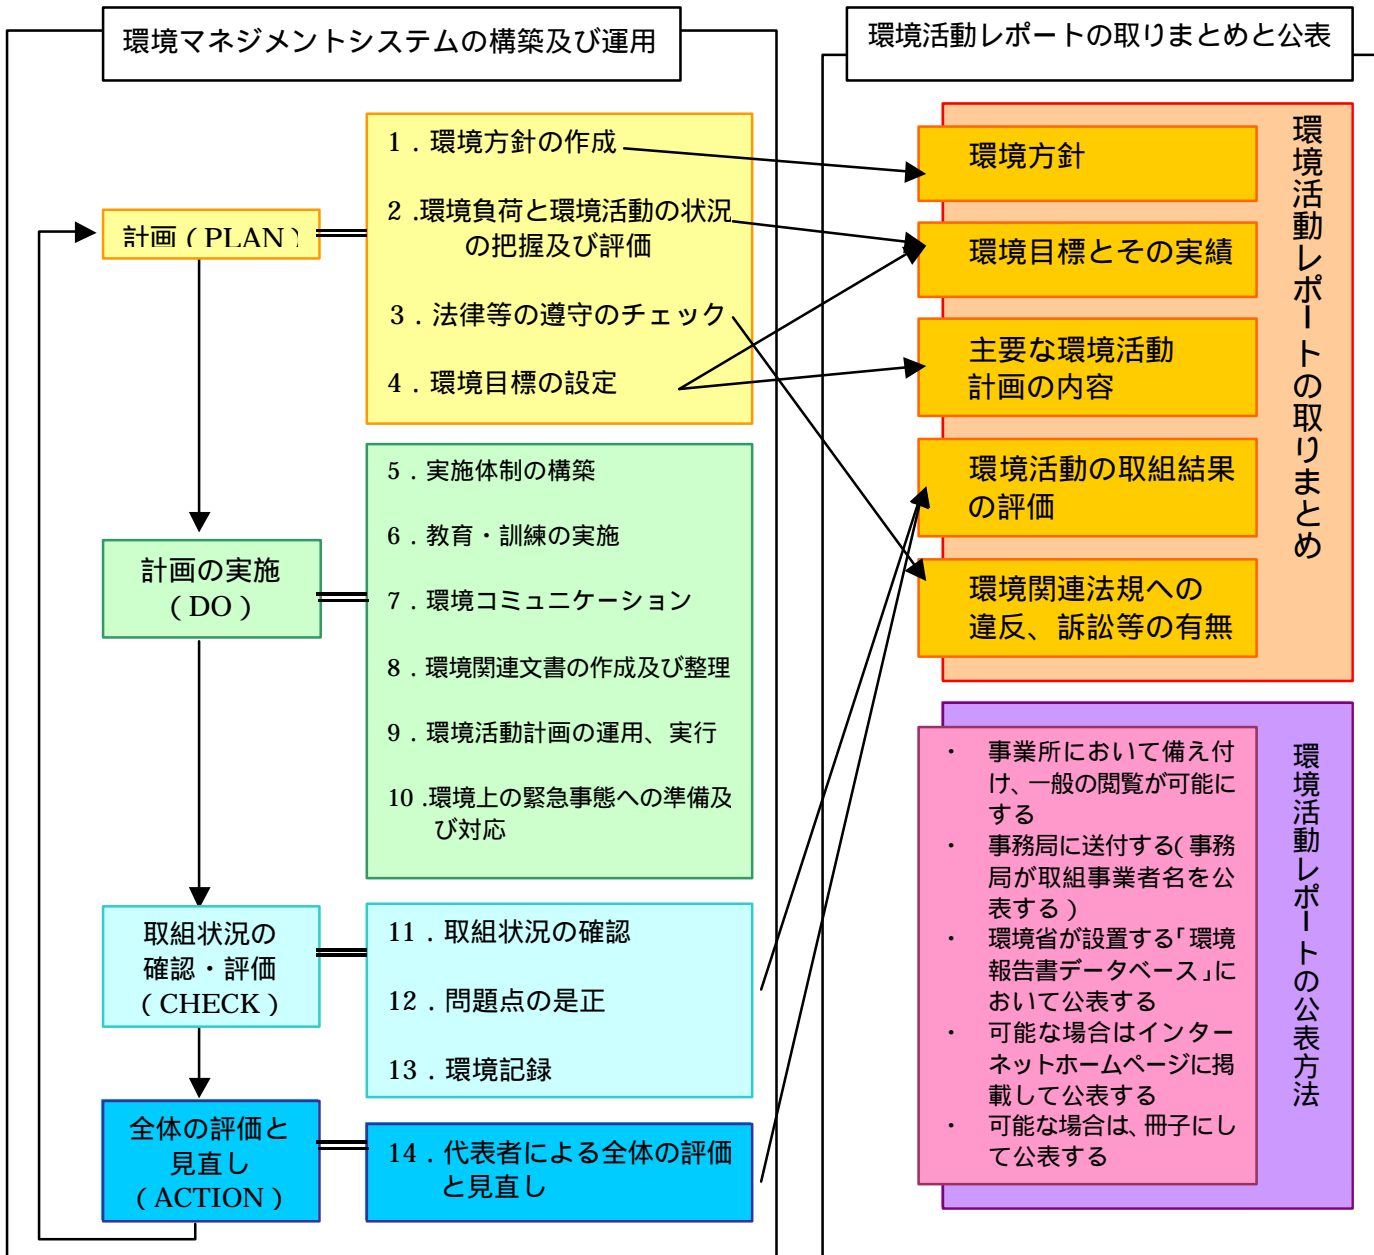 環境マネジメントシステムの構築及び運用
計画(PLAN)
1.環境方針の作成
2.環境負荷と環境活動の状況
の把握及び評価
3.法律等の遵守のチェック
4.環境目標の設定
計画の実施
(DO)
5.実施体制の構築
6.教育・訓練の実施
7.環境コミュニケーション
8.環境関連文書の作成及び整理
9.環境活動計画の運用、実行
10.環境上の緊急事態への準備及
び対応
取組状況の
確認・評価
(CHECK)
11.取組状況の確認
12.問題点の是正
13.環境記録
全体の評価と
見直し
(ACTION)
14.代表者による全体の評価
と見直し
環境活動レポートの取りまとめと公表
環境活動レポートの取りまとめ
環境方針
環境目標とその実績
主要な環境活動
計画の内容
環境活動の取組結果
の評価
環境関連法規への
違反、訴訟等の有無
環境活動レポートの公表方法
・ 事業所において備え付
け、一般の閲覧が可能に
する
・ 事務局に送付する(事務
局が取組事業者名を公
表する)
・ 環境省が設置する「環境
報告書データベース」に
おいて公表する
・ 可能な場合はインター
ネットホームページに掲
載して公表する
・ 可能な場合は、冊子にし
て公表する